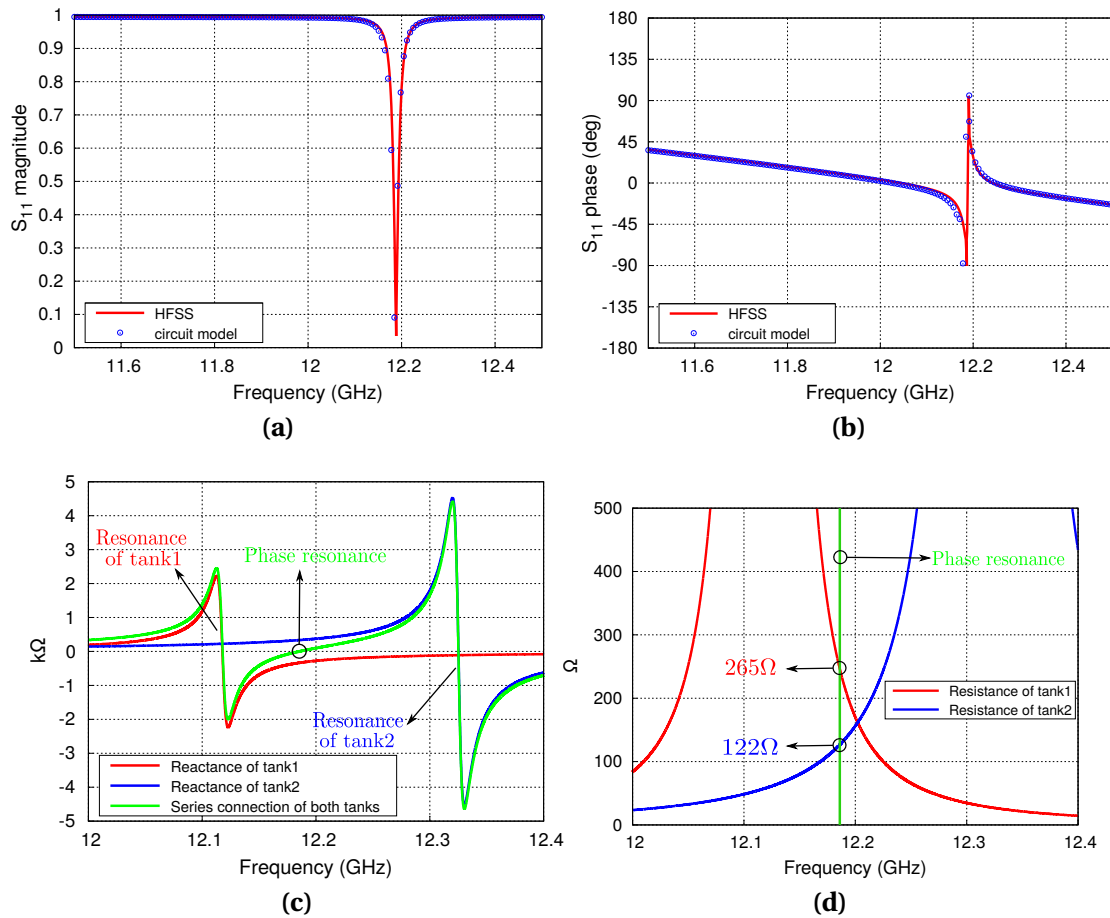 1
0.9
0.8
0.7
0.6
0.5
0.4
0.3
0.2
0.1
0
S11 magnitude
HFSS
circuit model
11.6
11.8
12
12.2
12.4
Frequency (GHz)
(a)
180
135
90
45
0
-45
-90
-135
-180
S11 phase (deg)
HFSS
circuit model
11.6
11.8
12
12.2
12.4
Frequency (GHz)
(b)
5
4
3
2
1
0
-1
-2
-3
-4
-5
kΩ
Resonance
of tank1
Phase resonance
Resonance
of tank2
Reactance of tank1
Reactance of tank2
Series connection of both tanks
12
12.1
12.2
12.3
12.4
Frequency (GHz)
(c)
500
400
300
200
100
0
Ω
Phase resonance
265Ω
122Ω
Resistance of tank1
Resistance of tank2
12
12.1
12.2
12.3
12.4
Frequency (GHz)
(d)